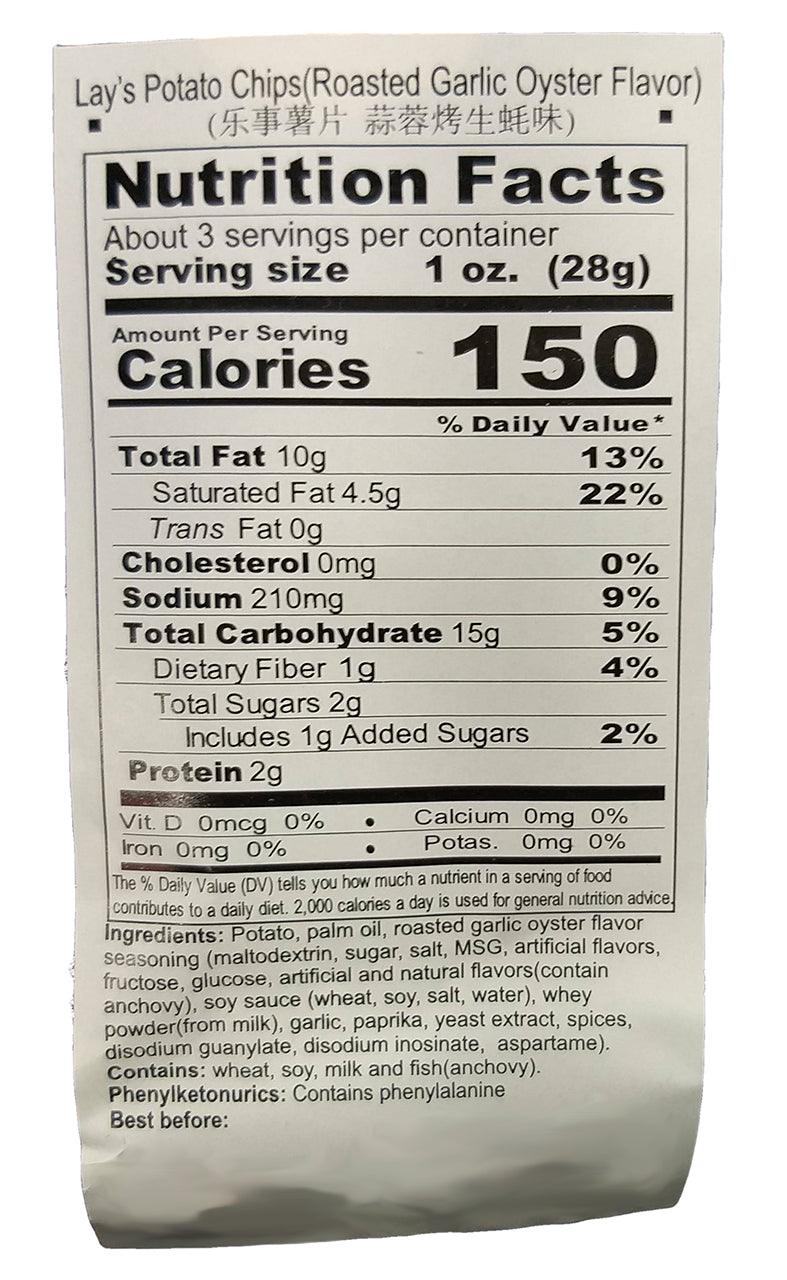 Lay's Potato Chips(Roasted Garlic Oyster Flavor)
(乐事薯片 蒜蓉烤生蚝味)
Nutrition Facts
About 3 servings per container
Serving size 1 oz. (28g)
Amount Per Serving
Calories 150
% Daily Value*
Total Fat 10g 13%
Saturated Fat 4.5g 22%
Trans Fat 0g
Cholesterol 0mg 0%
Sodium 210mg 9%
Total Carbohydrate 15g 5%
Dietary Fiber 1g 4%
Total Sugars 2g
Includes 1g Added Sugars 2%
Protein 2g
Vit. D 0mcg 0% • Calcium 0mg 0%
Iron 0mg 0% • Potas. 0mg 0%
The % Daily Value (DV) tells you how much a nutrient in a serving of food
contributes to a daily diet. 2,000 calories a day is used for general nutrition advice.
Ingredients: Potato, palm oil, roasted garlic oyster flavor
seasoning (maltodextrin, sugar, salt, MSG, artificial flavors,
fructose, glucose, artificial and natural flavors(contain
anchovy), soy sauce (wheat, soy, salt, water), whey
powder(from milk), garlic, paprika, yeast extract, spices,
disodium guanylate, disodium inosinate, aspartame).
Contains: wheat, soy, milk and fish(anchovy).
Phenylketonurics: Contains phenylalanine
Best before: